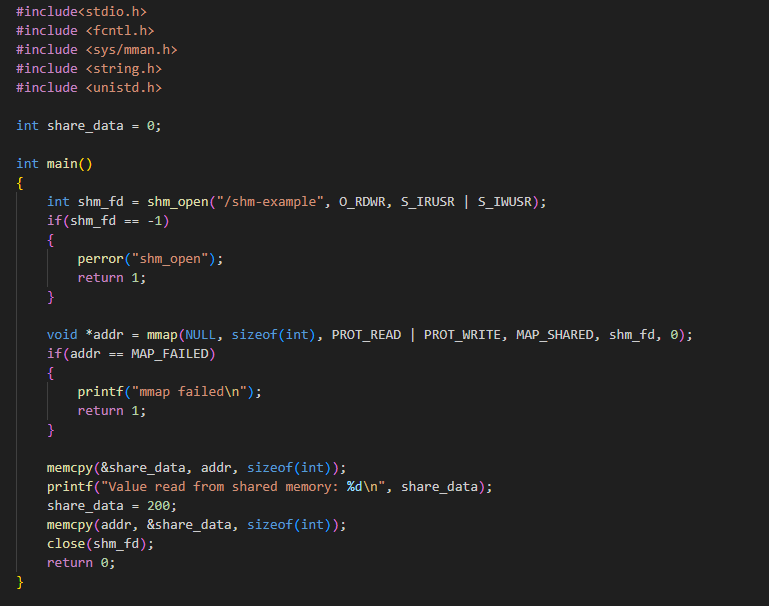 #include<stdio.h>
#include <fcntl.h>
#include <sys/mman.h>
#include <string.h>
#include <unistd.h>

int share_data = 0;

int main()
{
    int shm_fd = shm_open("/shm-example", O_RDWR, S_IRUSR | S_IWUSR);
    if(shm_fd == -1)
    {
        perror("shm_open");
        return 1;
    }

    void *addr = mmap(NULL, sizeof(int), PROT_READ | PROT_WRITE, MAP_SHARED, shm_fd, 0);
    if(addr == MAP_FAILED)
    {
        printf("mmap failed\n");
        return 1;
    }

    memcpy(&share_data, addr, sizeof(int));
    printf("Value read from shared memory: %d\n", share_data);
    share_data = 200;
    memcpy(addr, &share_data, sizeof(int));
    close(shm_fd);
    return 0;
}